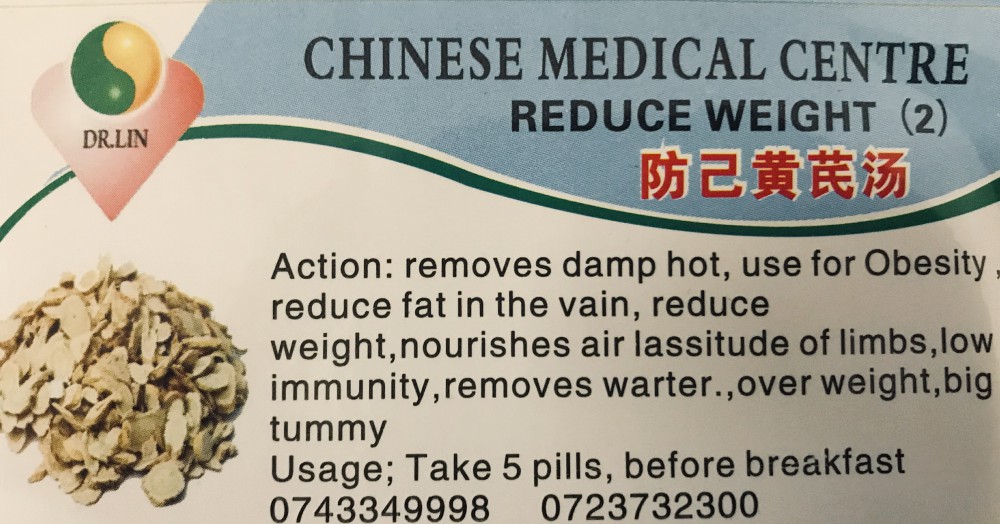 CHINESE MEDICAL CENTRE
DR.LIN
REDUCE WEIGHT (2)
防己黄芪汤
Action: removes damp hot, use for Obesity ,
reduce fat in the vain, reduce
weight,nourishes air lassitude of limbs,low
immunity,removes warter.,over weight,big
tummy
Usage; Take 5 pills, before breakfast
0743349998 0723732300